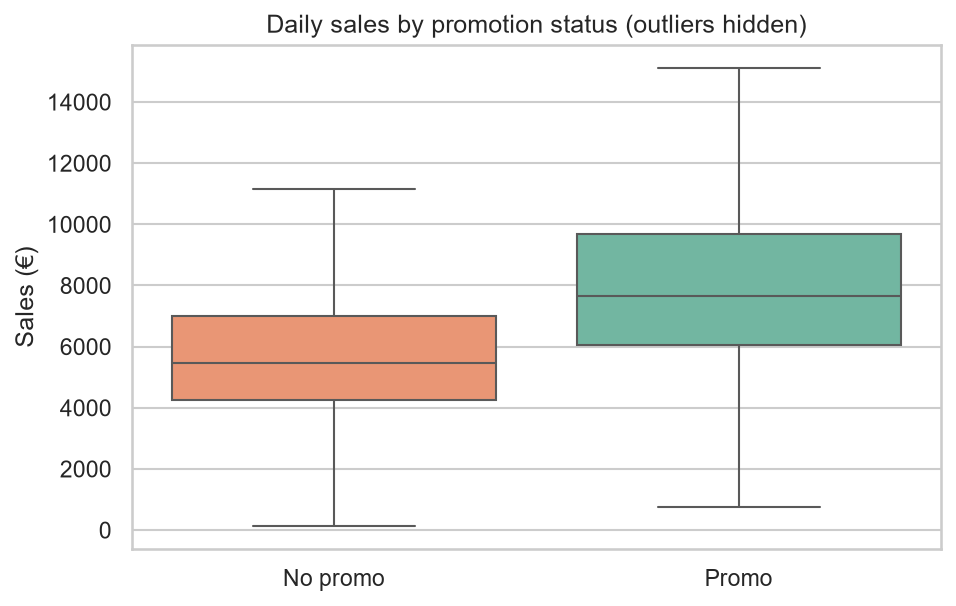 Daily sales by promotion status (outliers hidden)
Sales (€)
14000
12000
10000
8000
6000
4000
2000
0
No promo
Promo